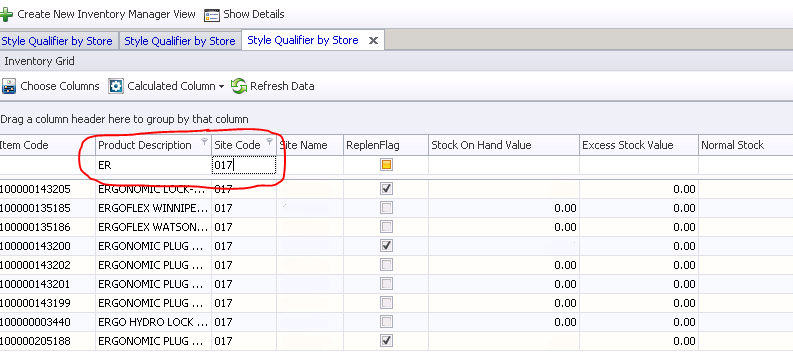 Create New Inventory Manager View Show Details
Style Qualifier by Store Style Qualifier by Store Style Qualifier by Store
Inventory Grid
Choose Columns Calculated Column Refresh Data
Drag a column header here to group by that column
Item Code Product Description Site Code Site Name ReplenFlag Stock On Hand Value Excess Stock Value Normal Stock
ER 017
100000143205 ERGONOMIC LOCK-... 017 0.00
100000135185 ERGOFLEX WINNIPE... 017 0.00 0.00
100000135186 ERGOFLEX WATSON... 017 0.00 0.00
100000143200 ERGONOMIC PLUG ... 017 0.00
100000143202 ERGONOMIC PLUG ... 017 0.00 0.00
100000143201 ERGONOMIC PLUG ... 017 0.00 0.00
100000143199 ERGONOMIC PLUG ... 017 0.00 0.00
100000003440 ERGO HYDRO LOCK ... 017 0.00 0.00
100000205188 ERGONOMIC PLUG ... 017 0.00